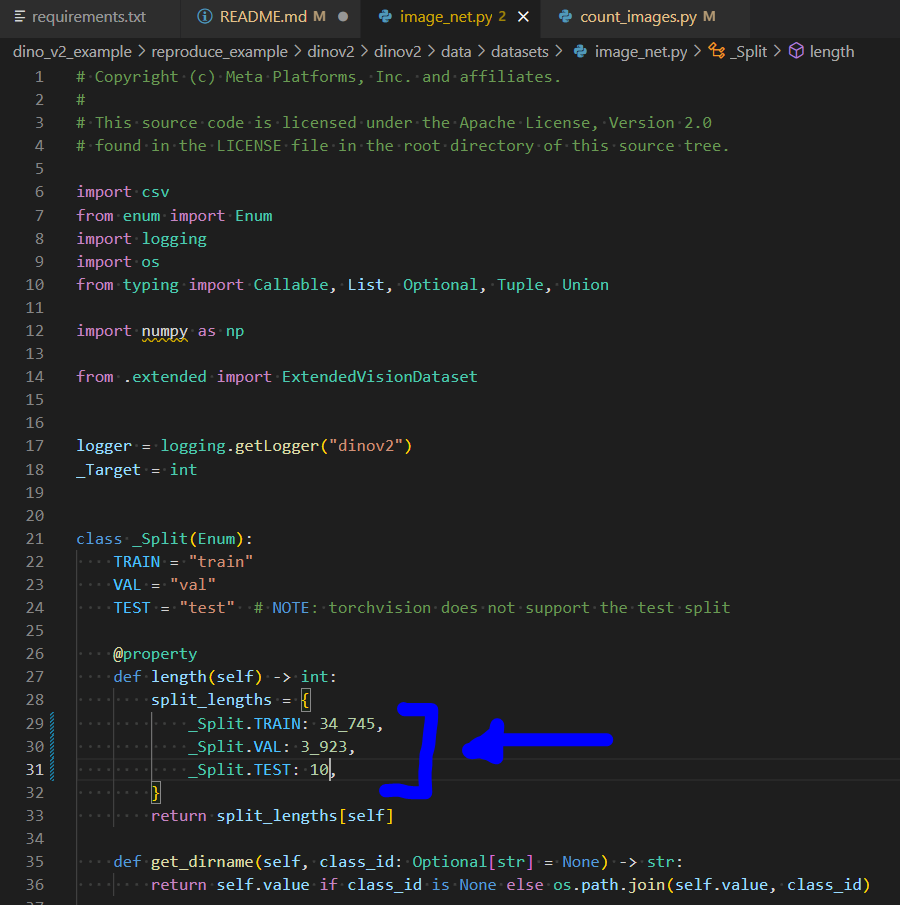 requirements.txt README.md M image_net.py 2 count_images.py M
dino_v2_example > reproduce_example > dinov2 > dinov2 > data > datasets > image_net.py > _Split > length
1 # Copyright (c) Meta Platforms, Inc. and affiliates.
2 #
3 # This source code is licensed under the Apache License, Version 2.0
4 # found in the LICENSE file in the root directory of this source tree.
5
6 import csv
7 from enum import Enum
8 import logging
9 import os
10 from typing import Callable, List, Optional, Tuple, Union
11
12 import numpy as np
13
14 from .extended import ExtendedVisionDataset
15
16
17 logger = logging.getLogger("dinov2")
18 _Target = int
19
20
21 class _Split(Enum):
22     TRAIN = "train"
23     VAL = "val"
24     TEST = "test"  # NOTE: torchvision does not support the test split
25
26     @property
27     def length(self) -> int:
28         split_lengths = {
29             _Split.TRAIN: 34_745,
30             _Split.VAL: 3_923,
31             _Split.TEST: 10,
32         }
33         return split_lengths[self]
34
35     def get_dirname(self, class_id: Optional[str] = None) -> str:
36         return self.value if class_id is None else os.path.join(self.value, class_id)